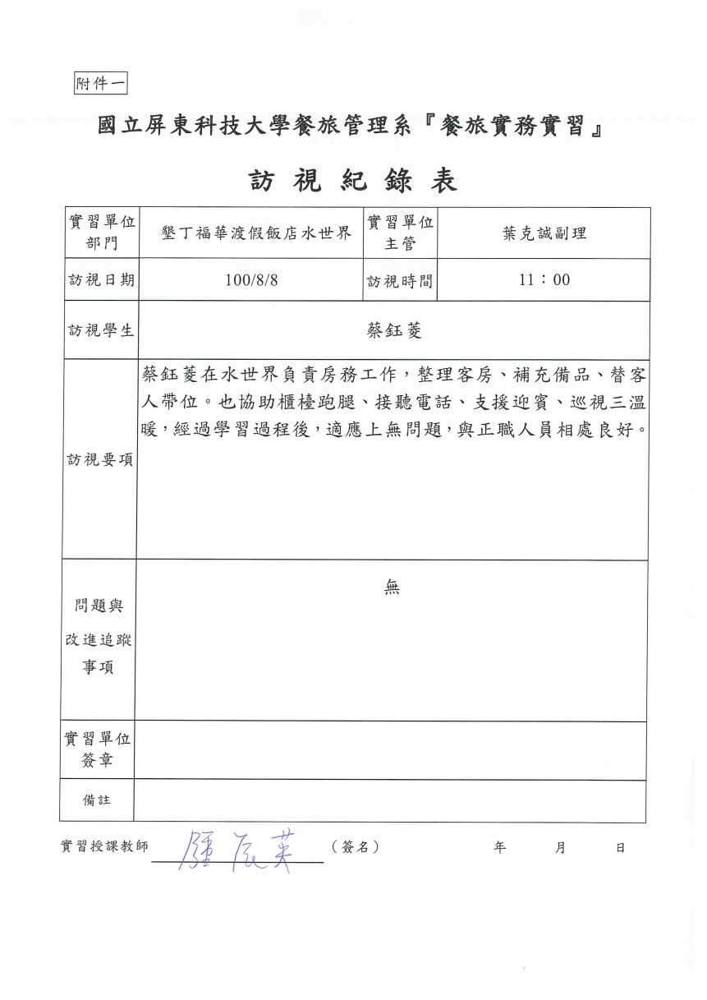 附件一
國立屏東科技大學餐旅管理系『餐旅實務實習』
訪視紀錄表
實習單位部門 墾丁福華渡假飯店水世界 實習單位主管 葉克誠副理
訪視日期 100/8/8 訪視時間 11：00
訪視學生 蔡鈺菱
訪視要項
蔡鈺菱在水世界負責房務工作，整理客房、補充備品、替客
人帶位。也協助櫃檯跑腿、接聽電話、支援迎賓、巡視三溫
暖，經過學習過程後，適應上無問題，與正職人員相處良好。
問題與
改進追蹤
事項
無
實習單位
簽章
備註
實習授課教師 （簽名） 年 月 日